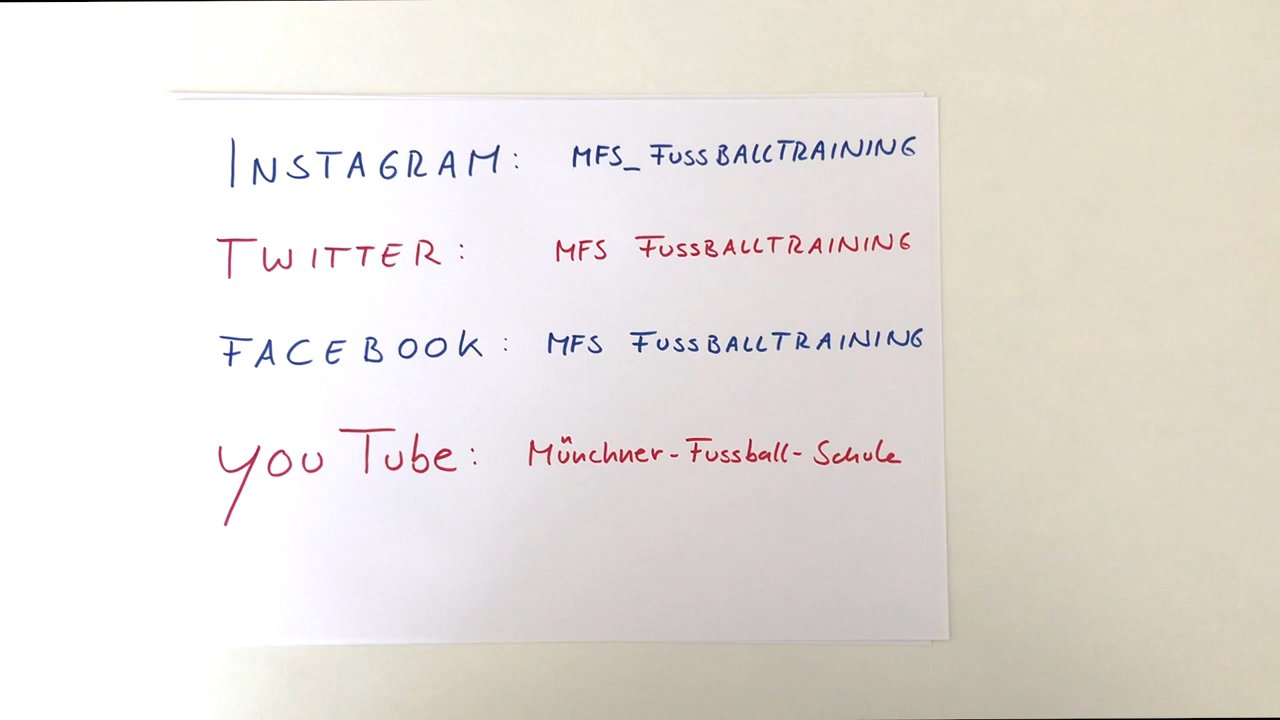 INSTAGRAM: MFS_FUSSBALLTRAINING
TWITTER: MFS FUSSBALLTRAINING
FACEBOOK: MFS FUSSBALLTRAINING
YouTube: Münchner-Fussball-Schule